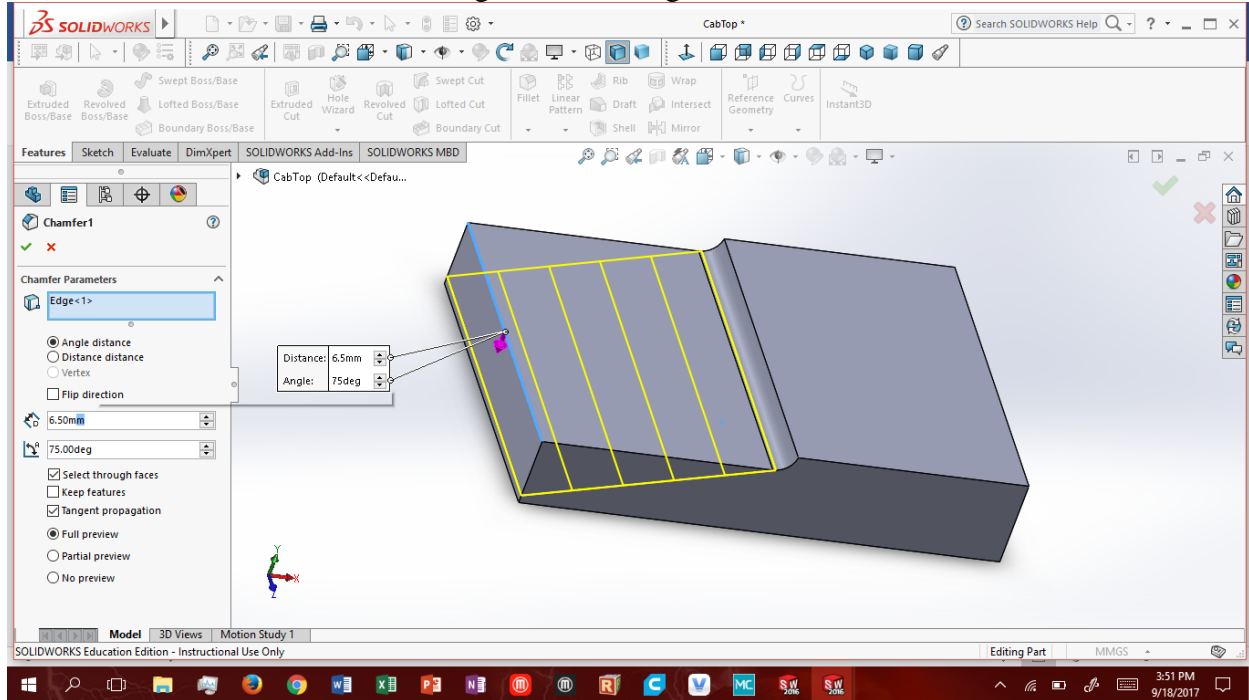 SOLIDWORKS
CabTop *
Search SOLIDWORKS Help
?
Extruded Boss/Base
Revolved Boss/Base
Swept Boss/Base
Lofted Boss/Base
Boundary Boss/Base
Extruded Cut
Hole Wizard
Revolved Cut
Swept Cut
Lofted Cut
Boundary Cut
Fillet
Linear Pattern
Rib
Draft
Shell
Wrap
Intersect
Mirror
Reference Geometry
Curves
Instant3D
Features Sketch Evaluate DimXpert SOLIDWORKS Add-Ins SOLIDWORKS MBD
CabTop (Default<<Defau...
Chamfer1
Chamfer Parameters
Edge<1>
Angle distance
Distance distance
Vertex
Flip direction
6.50mm
75.00deg
Select through faces
Keep features
Tangent propagation
Full preview
Partial preview
No preview
Distance: 6.5mm
Angle: 75deg
Y
X
Z
Model 3D Views Motion Study 1
SOLIDWORKS Education Edition - Instructional Use Only
Editing Part
MMGS
3:51 PM
9/18/2017